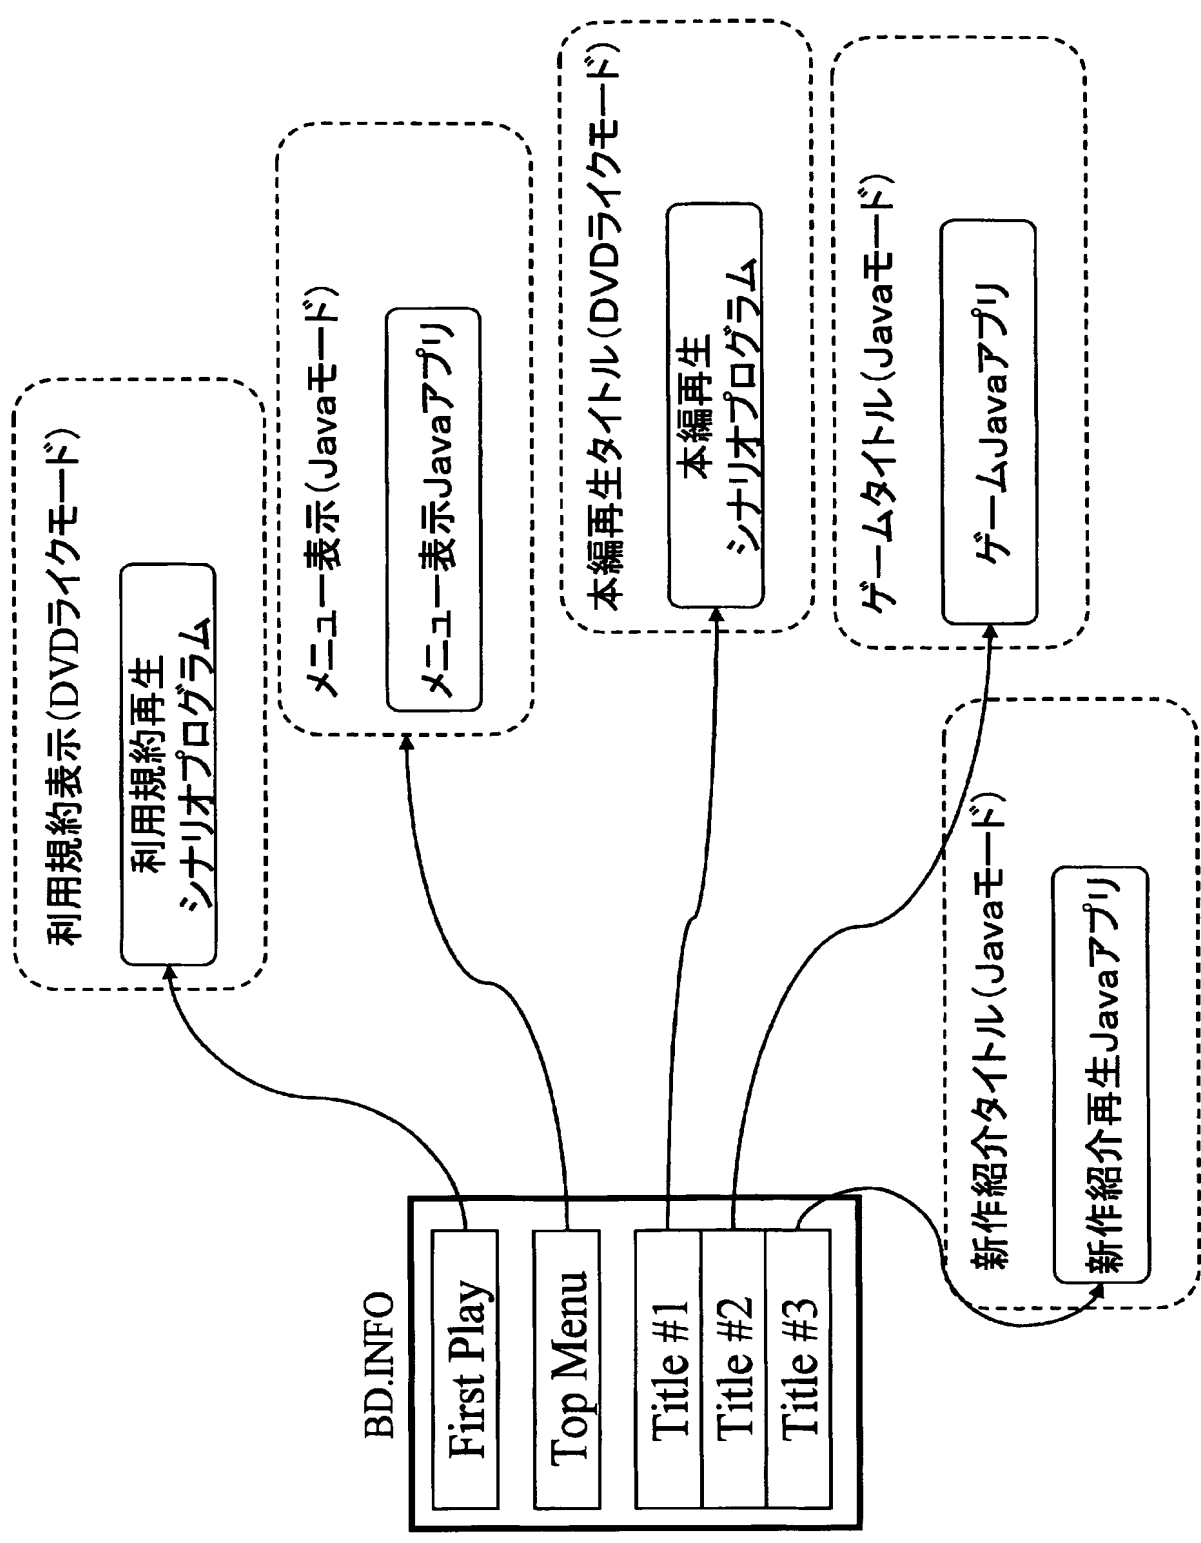 BD.INFO
First Play
Top Menu
Title #1
Title #2
Title #3
利用規約表示(DVDライクモード)
利用規約再生
シナリオプログラム
メニュー表示(Javaモード)
メニュー表示Javaアプリ
本編再生タイトル(DVDライクモード)
本編再生
シナリオプログラム
ゲームタイトル(Javaモード)
ゲームJavaアプリ
新作紹介タイトル(Javaモード)
新作紹介再生Javaアプリ